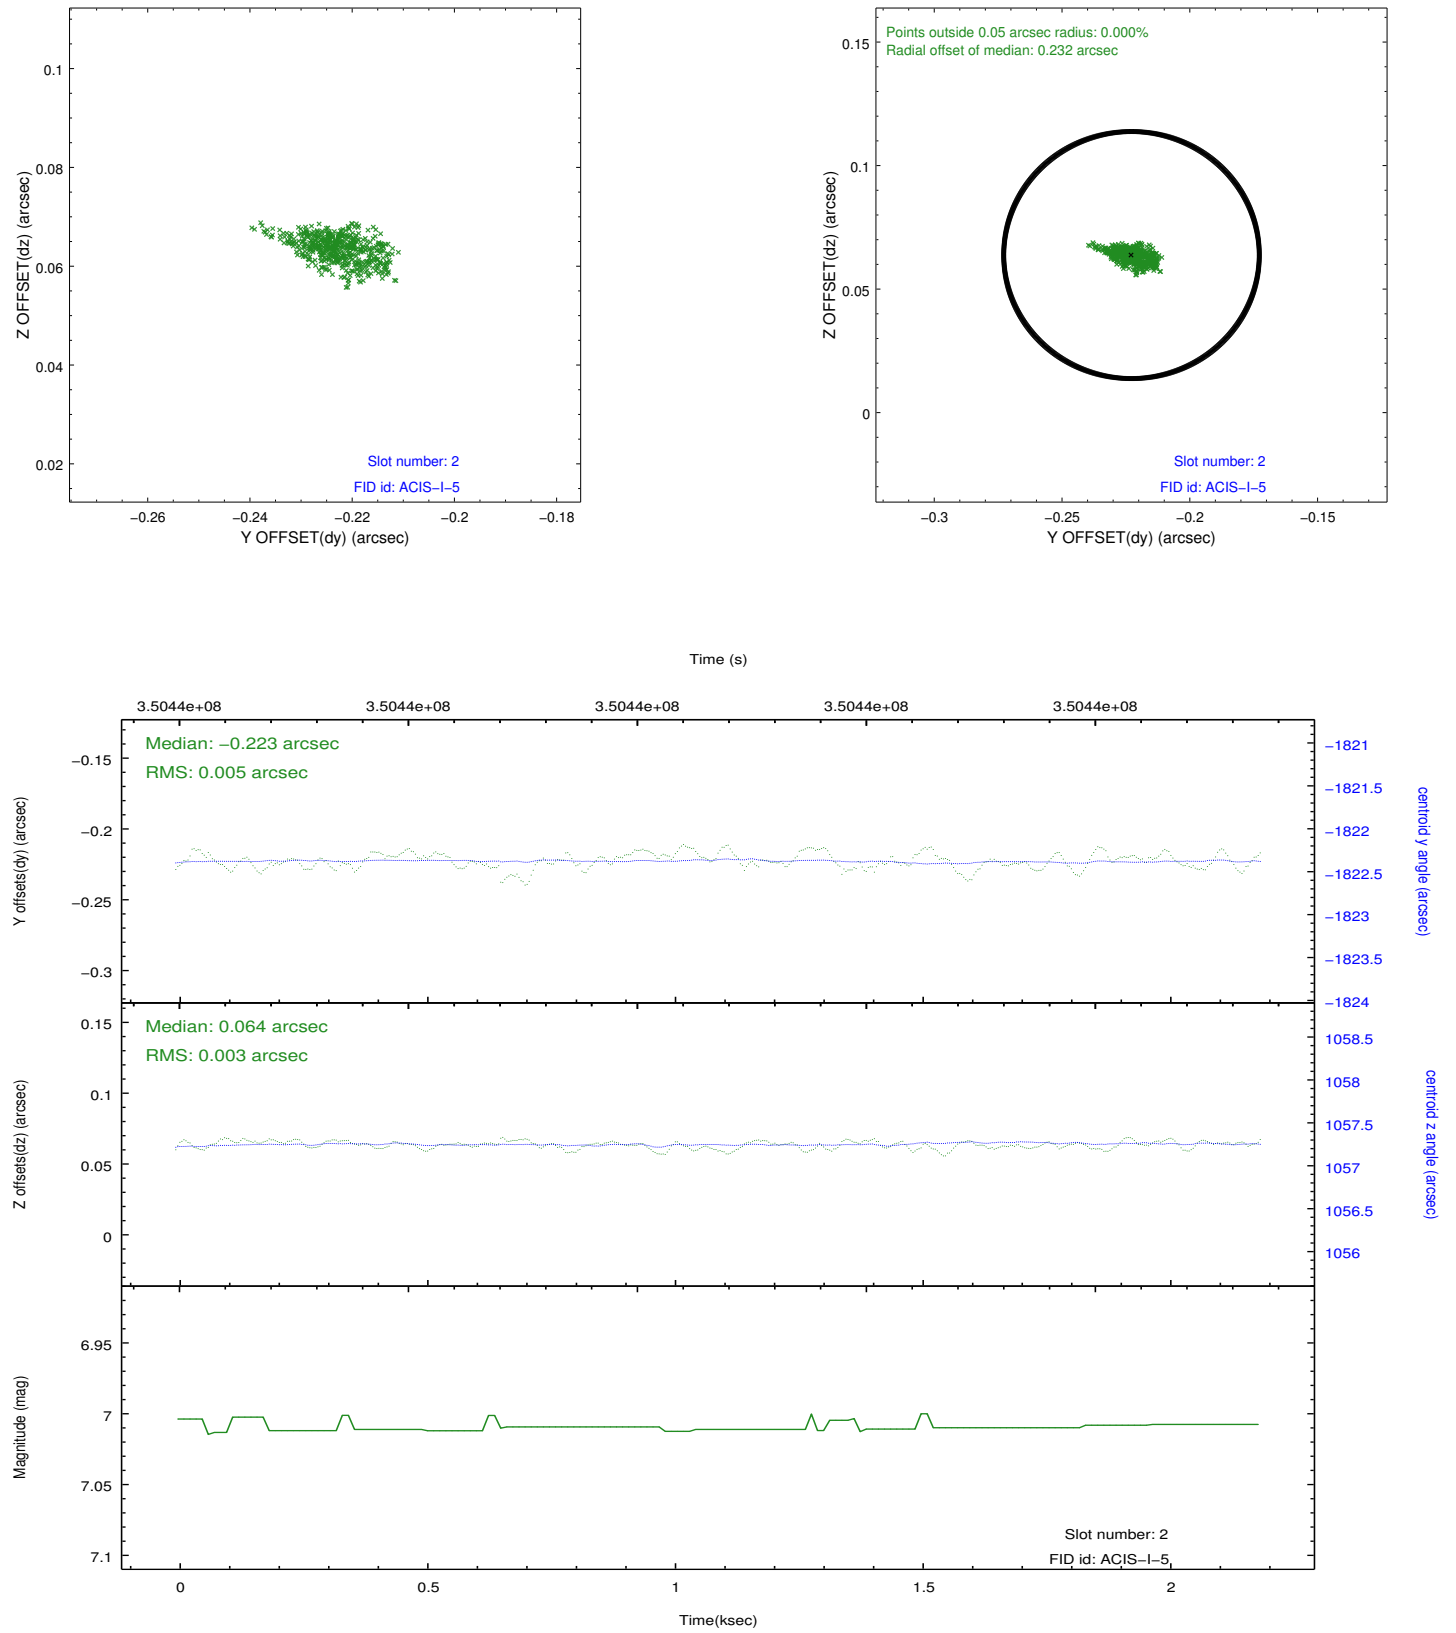 0.1
0.08
0.06
0.04
0.02
Z OFFSET(dz) (arcsec)
Slot number: 2
FID id: ACIS−I−5
−0.26 −0.24 −0.22 −0.2 −0.18
Y OFFSET(dy) (arcsec)
Points outside 0.05 arcsec radius: 0.000%
Radial offset of median: 0.232 arcsec
0.15
0.1
0.05
0
Z OFFSET(dz) (arcsec)
Slot number: 2
FID id: ACIS−I−5
−0.3 −0.25 −0.2 −0.15
Y OFFSET(dy) (arcsec)
Time (s)
3.5044e+08 3.5044e+08 3.5044e+08 3.5044e+08 3.5044e+08
Median: −0.223 arcsec
RMS: 0.005 arcsec
−0.15
−0.2
−0.25
−0.3
Y offsets(dy) (arcsec)
−1821
−1821.5
−1822
−1822.5
−1823
−1823.5
−1824
centroid y angle (arcsec)
Median: 0.064 arcsec
RMS: 0.003 arcsec
0.15
0.1
0.05
0
Z offsets(dz) (arcsec)
1058.5
1058
1057.5
1057
1056.5
1056
centroid z angle (arcsec)
6.95
7
7.05
7.1
Magnitude (mag)
Slot number: 2
FID id: ACIS−I−5
0 0.5 1 1.5 2
Time(ksec)